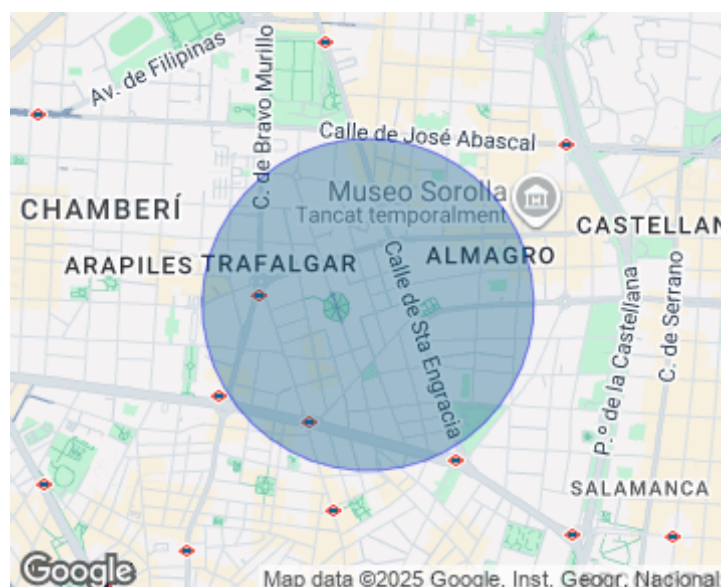 Av. de Filipinas
C. de Bravo Murillo
Calle de José Abascal
Museo Sorolla
Tancat temporalment
CHAMBERÍ
CASTELLAN
ARAPILES
TRAFALGAR
ALMAGRO
Calle de Sta Engracia
P.º de la Castellana
C. de Serrano
SALAMANCA
Google
Map data ©2025 Google, Inst. Geogr. Nacional